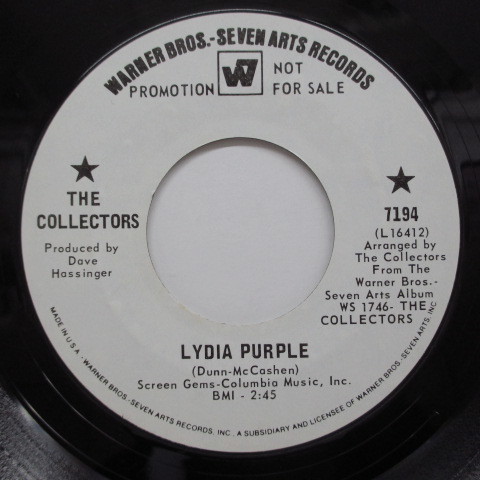 WARNER BROS.-SEVEN ARTS RECORDS
PROMOTION W7 NOT
FOR SALE
THE
COLLECTORS
Produced by
Dave
Hassinger
7194
(L16412)
Arranged by
The Collectors
From The
Warner Bros.-
Seven Arts Album
WS 1746- THE
COLLECTORS
LYDIA PURPLE
(Dunn-McCashen)
Screen Gems-Columbia Music, Inc.
BMI - 2:45
MADE IN U.S.A. - WARNER BROS.-SEVEN ARTS RECORDS, INC., A SUBSIDIARY AND LICENSEE OF WARNER BROS.-SEVEN ARTS, INC.